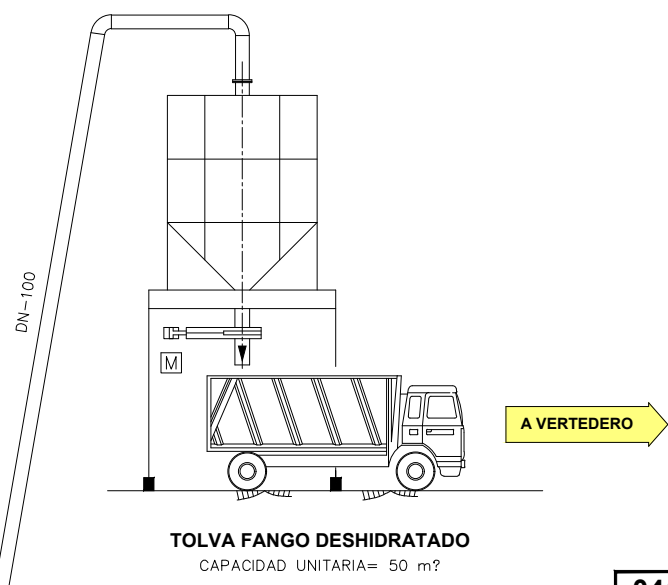 DN-100
M
A VERTEDERO
TOLVA FANGO DESHIDRATADO
CAPACIDAD UNITARIA= 50 m?